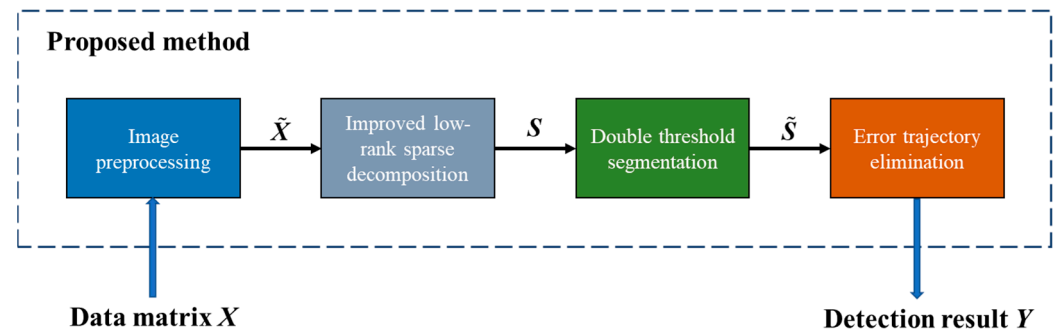 Proposed method
Image
preprocessing
X̃
Improved low-
rank sparse
decomposition
S
Double threshold
segmentation
S̃
Error trajectory
elimination
Data matrix X
Detection result Y